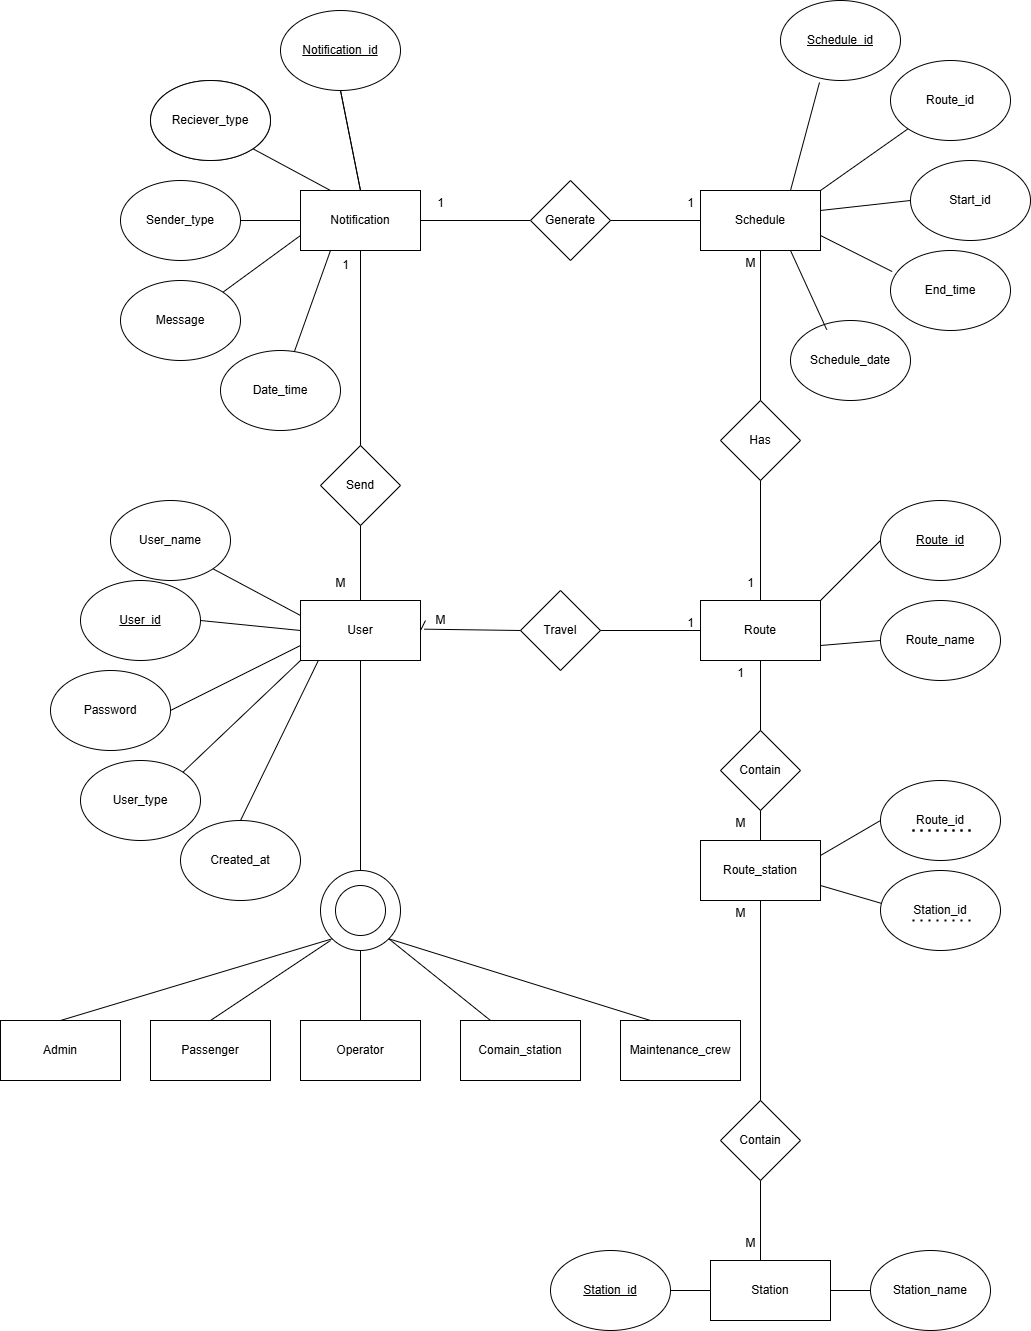 Notification_id
Schedule_id
Route_id
Reciever_type
Start_id
Sender_type
Notification
1
Generate
1
Schedule
1
M
End_time
Message
Schedule_date
Date_time
Has
Send
User_name
Route_id
M
1
User_id
User
M
Travel
1
Route
Route_name
1
Password
Contain
User_type
M
Route_id
Created_at
Route_station
Station_id
M
Admin
Passenger
Operator
Comain_station
Maintenance_crew
Contain
M
Station_id
Station
Station_name